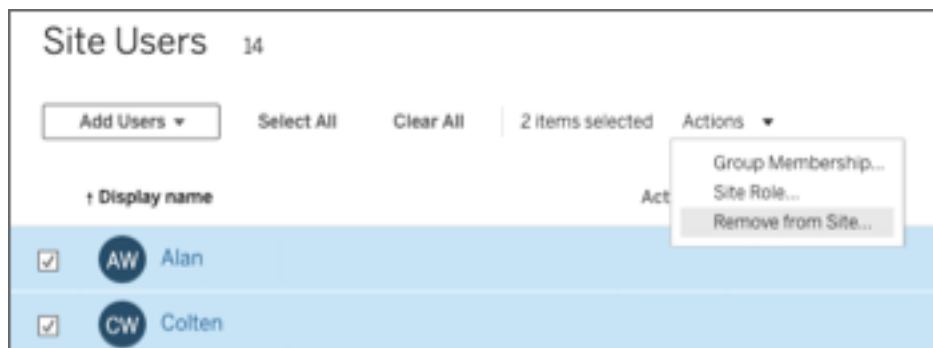 Site Users 14
Add Users ▾ Select All Clear All 2 items selected Actions ▾
Group Membership...
Site Role...
Remove from Site...
↑ Display name Act
AW Alan
CW Colten